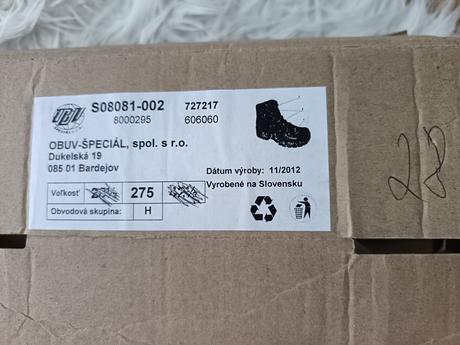 OBV
S08081-002
727217
8000295
606060
OBUV-ŠPECIÁL, spol. s r.o.
Dukelská 19
085 01 Bardejov
Dátum výroby: 11/2012
Vyrobené na Slovensku
Veľkosť 275
Obvodová skupina: H